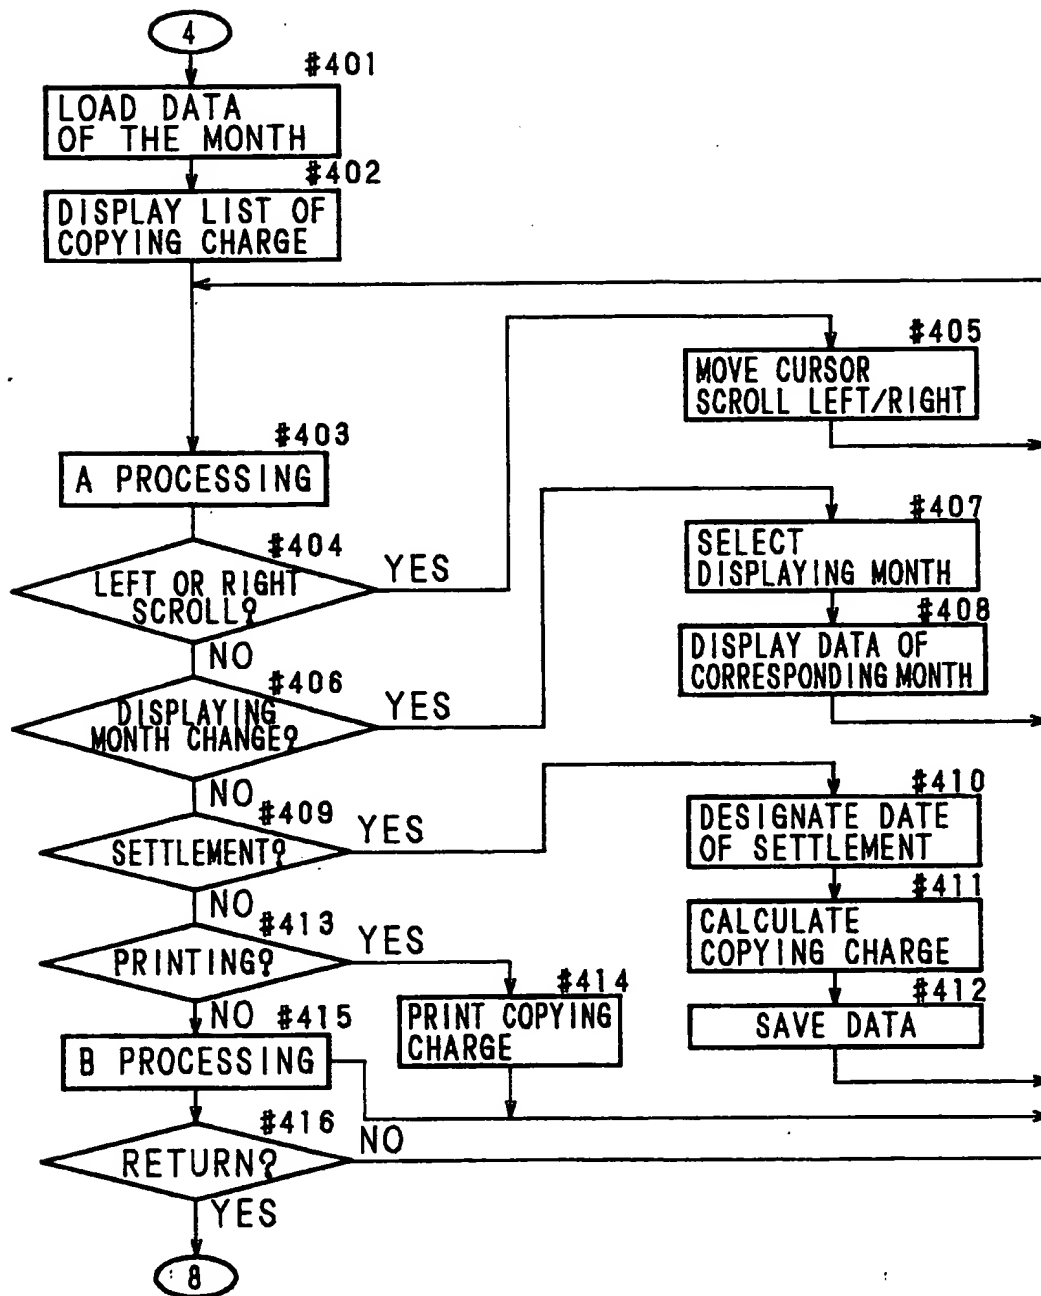 4
#401
LOAD DATA
OF THE MONTH
#402
DISPLAY LIST OF
COPYING CHARGE
#405
MOVE CURSOR
SCROLL LEFT/RIGHT
#403
A PROCESSING
#404
LEFT OR RIGHT
SCROLL?
YES
NO
#407
SELECT
DISPLAYING MONTH
#408
DISPLAY DATA OF
CORRESPONDING MONTH
#406
DISPLAYING
MONTH CHANGE?
YES
NO
#409
SETTLEMENT?
YES
NO
#410
DESIGNATE DATE
OF SETTLEMENT
#411
CALCULATE
COPYING CHARGE
#412
SAVE DATA
#413
PRINTING?
YES
NO
#414
PRINT COPYING
CHARGE
#415
B PROCESSING
#416
RETURN?
NO
YES
8